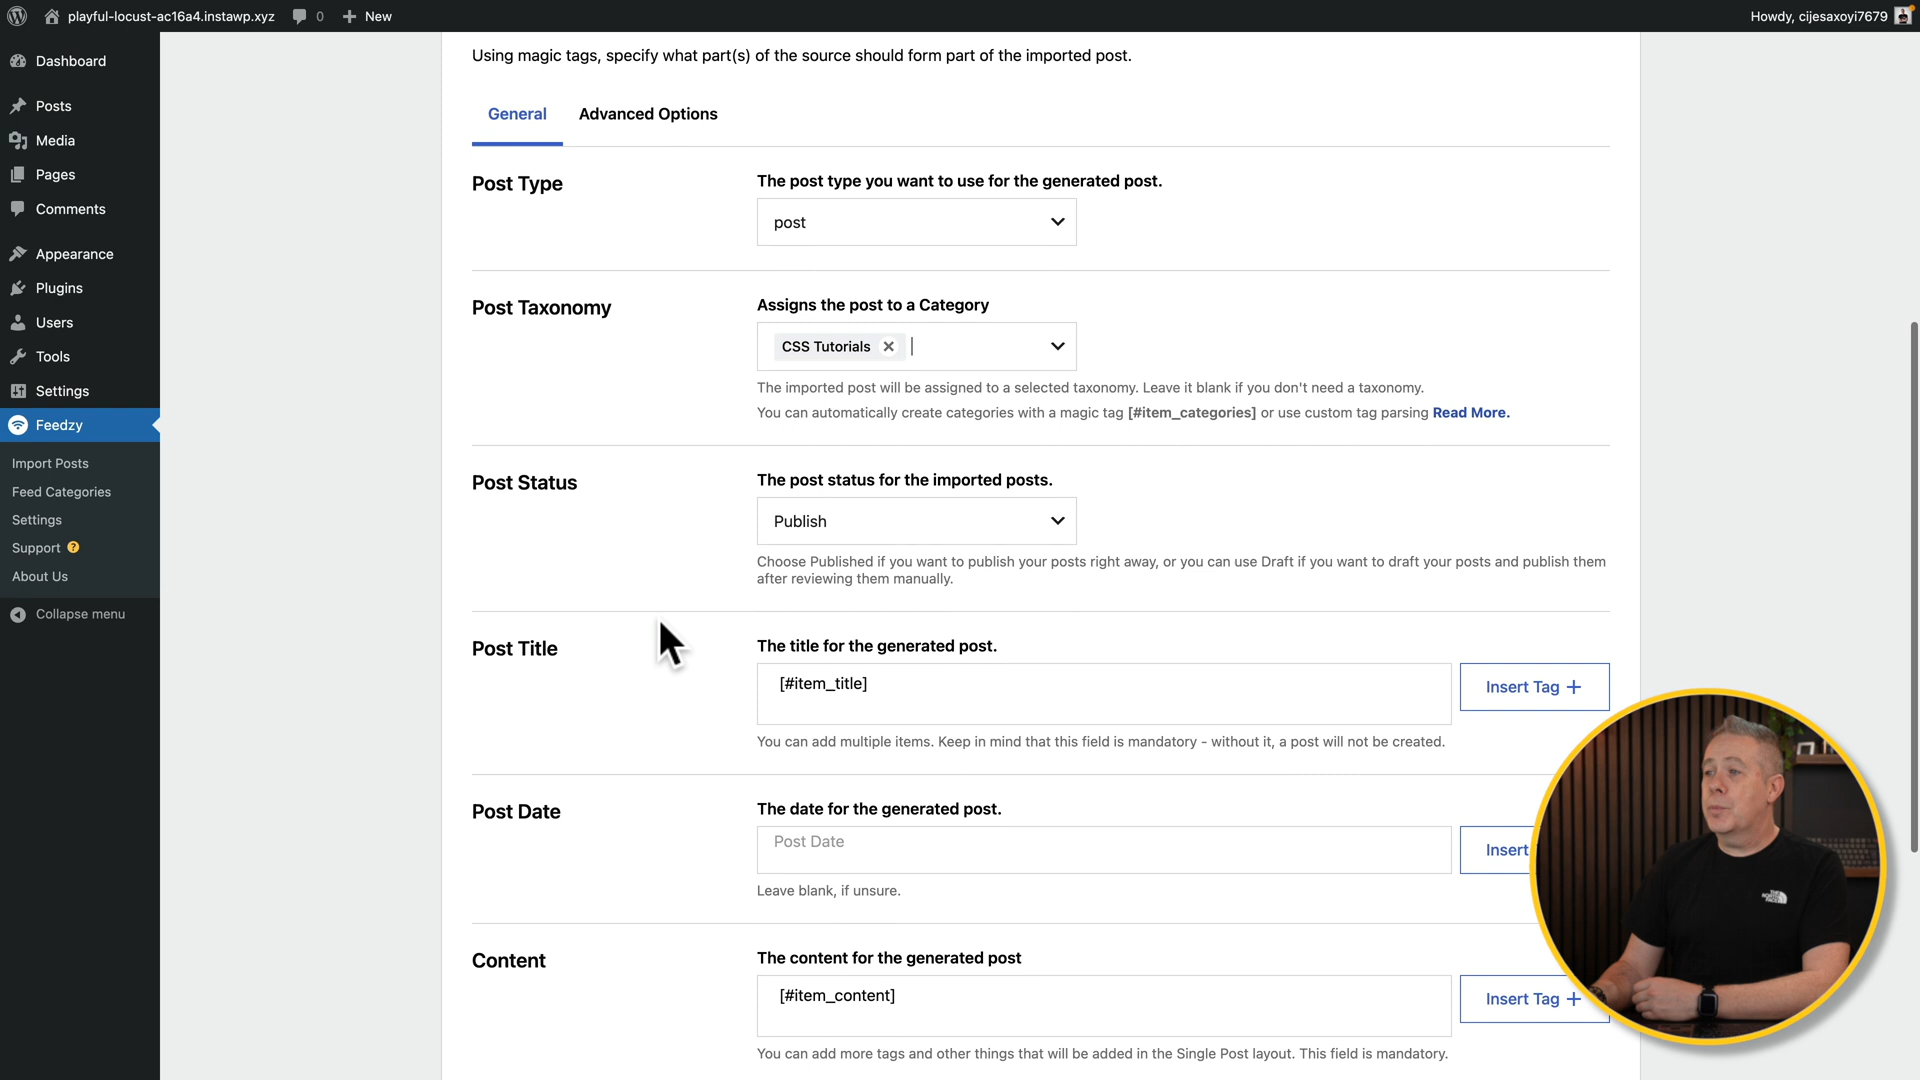 playful-locust-ac16a4.instawp.xyz 0 New Howdy, cijesaxoyi7679
Dashboard
Posts
Media
Pages
Comments
Appearance
Plugins
Users
Tools
Settings
Feedzy
Import Posts
Feed Categories
Settings
Support ?
About Us
Collapse menu
Using magic tags, specify what part(s) of the source should form part of the imported post.
General Advanced Options
Post Type The post type you want to use for the generated post.
post
Post Taxonomy Assigns the post to a Category
CSS Tutorials
The imported post will be assigned to a selected taxonomy. Leave it blank if you don't need a taxonomy.
You can automatically create categories with a magic tag [#item_categories] or use custom tag parsing Read More.
Post Status The post status for the imported posts.
Publish
Choose Published if you want to publish your posts right away, or you can use Draft if you want to draft your posts and publish them
after reviewing them manually.
Post Title The title for the generated post.
[#item_title] Insert Tag +
You can add multiple items. Keep in mind that this field is mandatory - without it, a post will not be created.
Post Date The date for the generated post.
Post Date Insert
Leave blank, if unsure.
Content The content for the generated post
[#item_content] Insert Tag +
You can add more tags and other things that will be added in the Single Post layout. This field is mandatory.
THE
NORTH
FACE